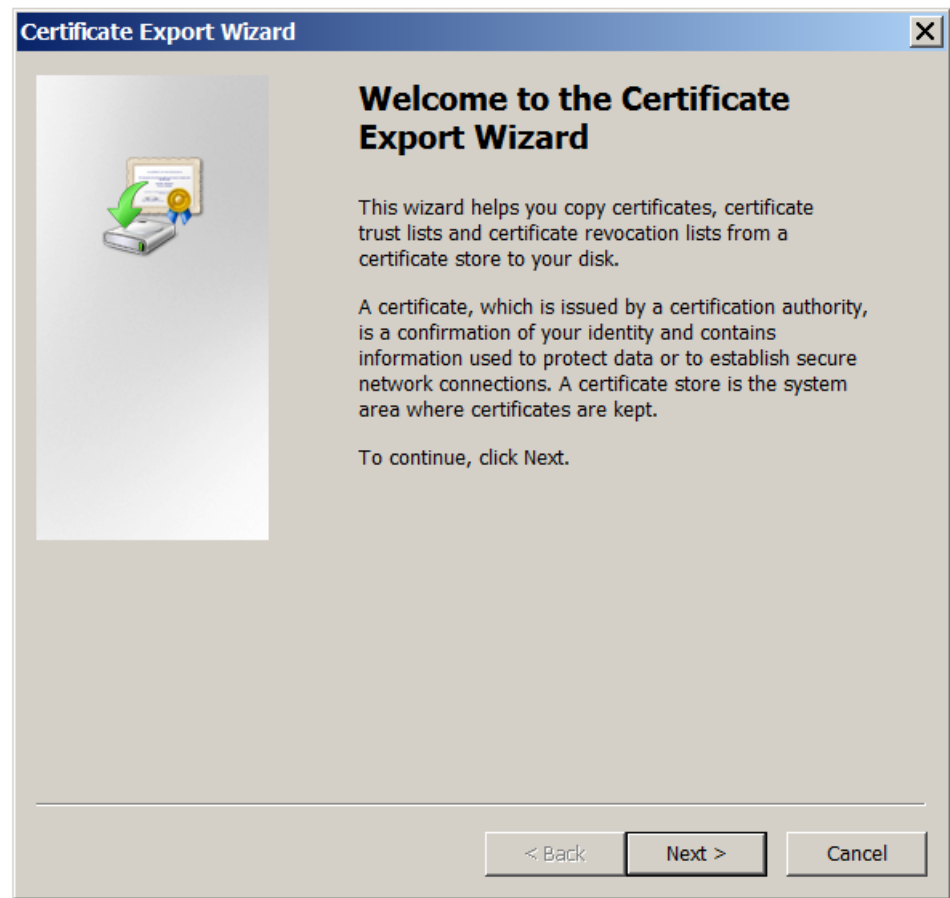 Certificate Export Wizard
Welcome to the Certificate
Export Wizard
This wizard helps you copy certificates, certificate
trust lists and certificate revocation lists from a
certificate store to your disk.
A certificate, which is issued by a certification authority,
is a confirmation of your identity and contains
information used to protect data or to establish secure
network connections. A certificate store is the system
area where certificates are kept.
To continue, click Next.
< Back Next > Cancel